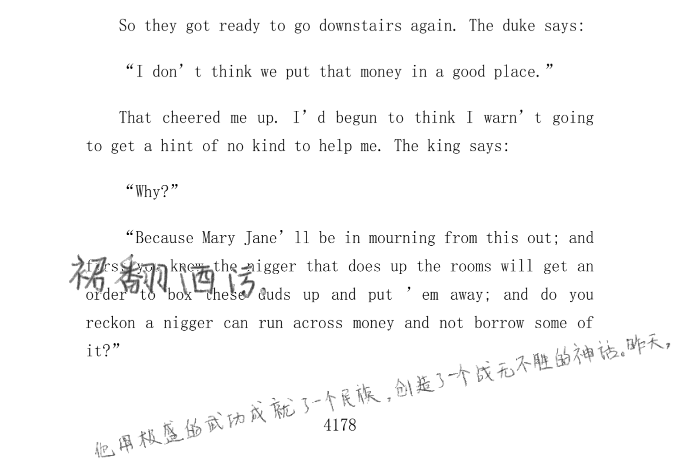 So they got ready to go downstairs again. The duke says:
“I don’t think we put that money in a good place.”
That cheered me up. I’d begun to think I warn’t going
to get a hint of no kind to help me. The king says:
“Why?”
“Because Mary Jane’ll be in mourning from this out; and
first you know the nigger that does up the rooms will get an
裙翻酒污。
order to box these duds up and put ’em away; and do you
reckon a nigger can run across money and not borrow some of
it?”
他用极盛的武功成就了一个民族,创造了一个战无不胜的神话。昨天,
4178